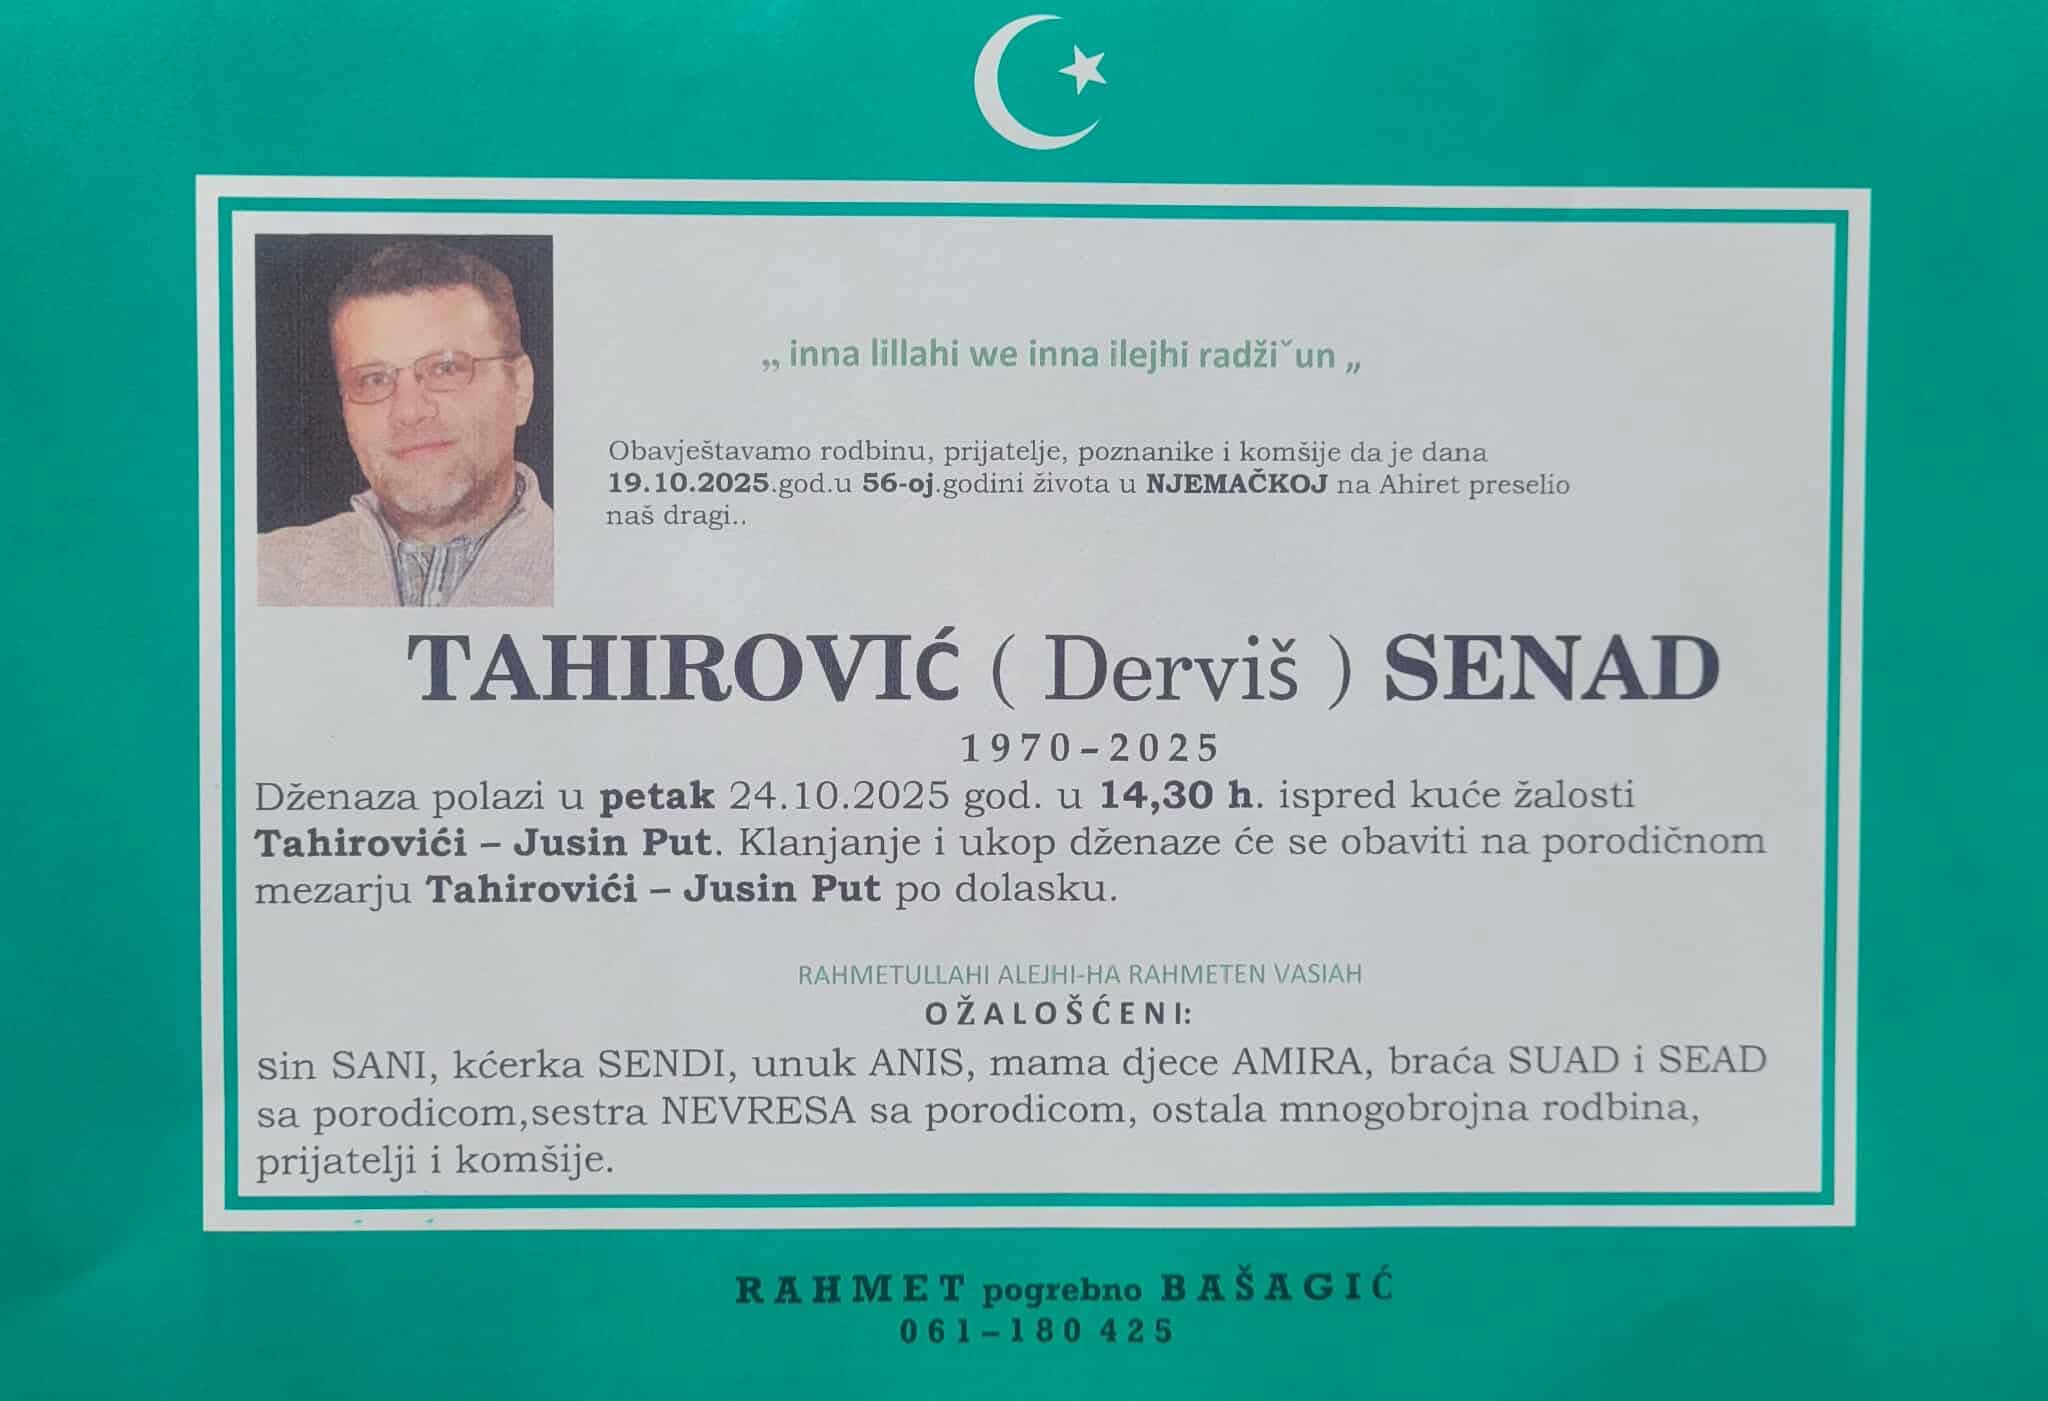 „ inna lillahi we inna ilejhi radžiˇun „
Obavještavamo rodbinu, prijatelje, poznanike i komšije da je dana
19.10.2025.god.u 56-oj.godini života u NJEMAČKOJ na Ahiret preselio
naš dragi..
TAHIROVIĆ ( Derviš ) SENAD
1970–2025
Dženaza polazi u petak 24.10.2025 god. u 14,30 h. ispred kuće žalosti
Tahirovići – Jusin Put. Klanjanje i ukop dženaze će se obaviti na porodičnom
mezarju Tahirovići – Jusin Put po dolasku.
RAHMETULLAHI ALEJHI-HA RAHMETEN VASIAH
OŽALOŠĆENI:
sin SANI, kćerka SENDI, unuk ANIS, mama djece AMIRA, braća SUAD i SEAD
sa porodicom,sestra NEVRESA sa porodicom, ostala mnogobrojna rodbina,
prijatelji i komšije.
RAHMET pogrebno BAŠAGIĆ
061–180 425